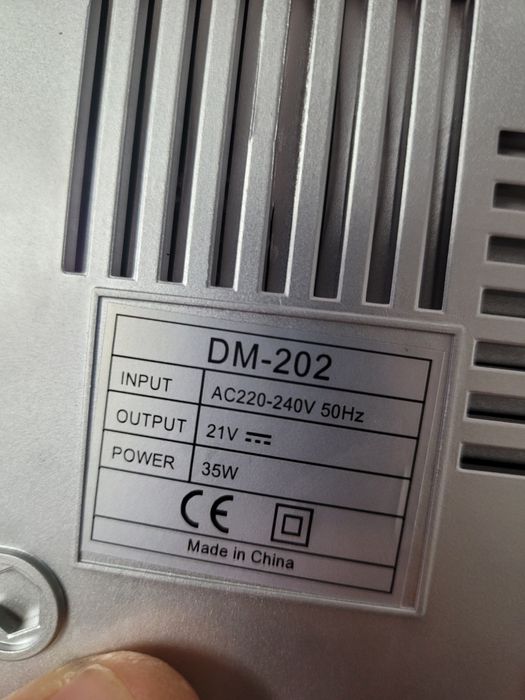 DM-202
INPUT AC220-240V 50Hz
OUTPUT 21V ⎓
POWER 35W
CE
Made in China